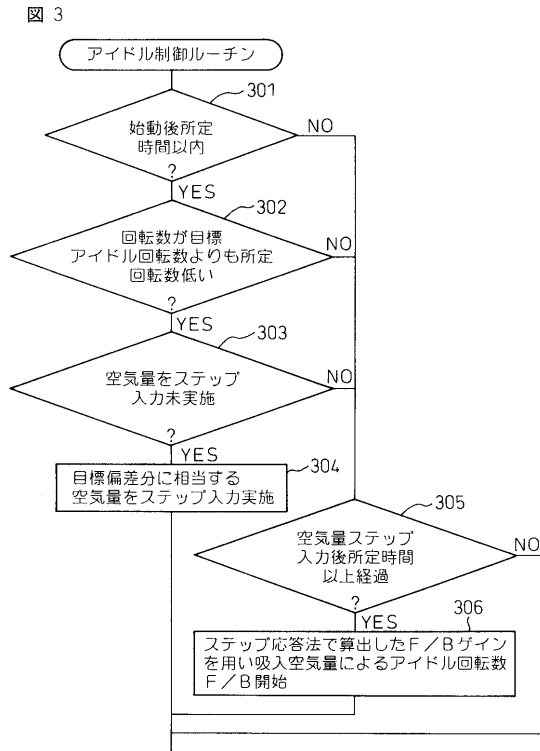 図 3
アイドル制御ルーチン
301
始動後所定
時間以内
?
NO
YES
302
回転数が目標
アイドル回転数よりも所定
回転数低い
?
NO
YES
303
空気量をステップ
入力未実施
?
NO
YES
304
目標偏差分に相当する
空気量をステップ入力実施
305
空気量ステップ
入力後所定時間
以上経過
?
NO
YES
306
ステップ応答法で算出したF/Bゲイン
を用い吸入空気量によるアイドル回転数
F/B開始